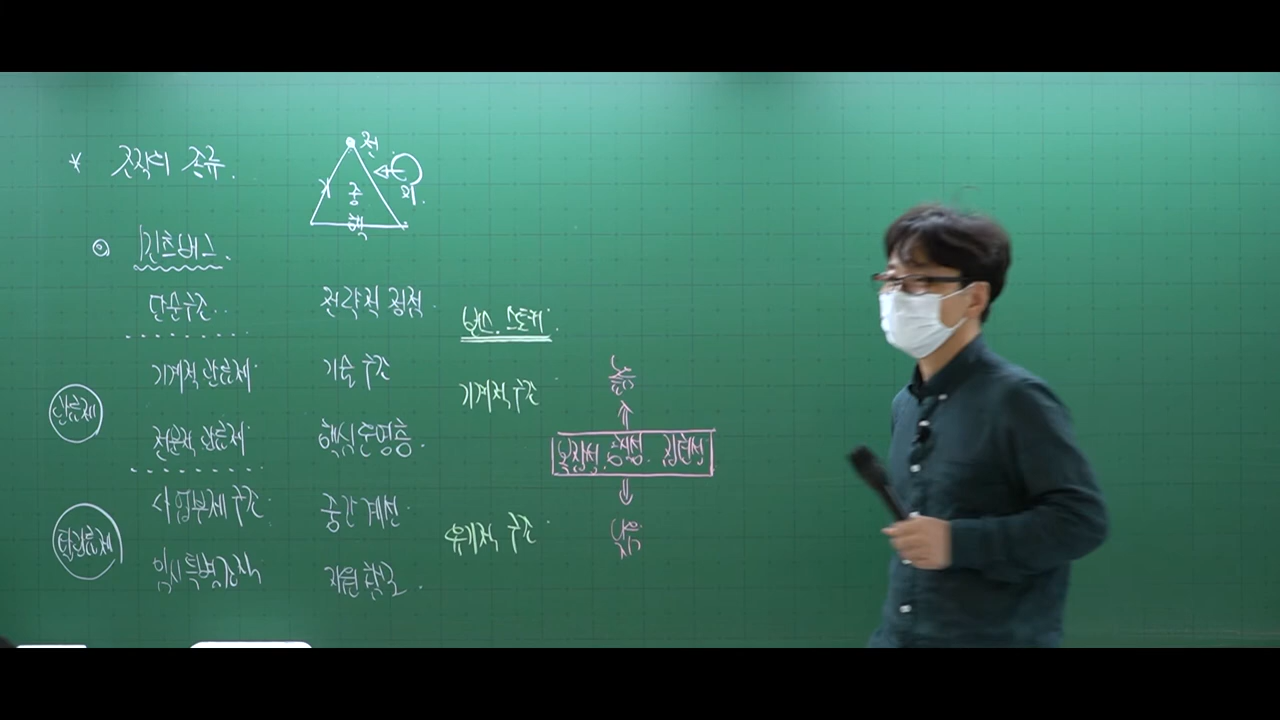 * 조직의 종류.
전
중
핵
⊙ 민츠버그.
단순구조..
전략적 정점.
번스. 스토커.
기계적 관료제
기술 구조
관료제
기계적 구조
높음
전문적 관료제
핵심운영층.
복잡성. 공식성. 집권성
사업부제 구조
중간계선
탈관료제
유기적 구조
낮음
임시특별조직
지원참모.